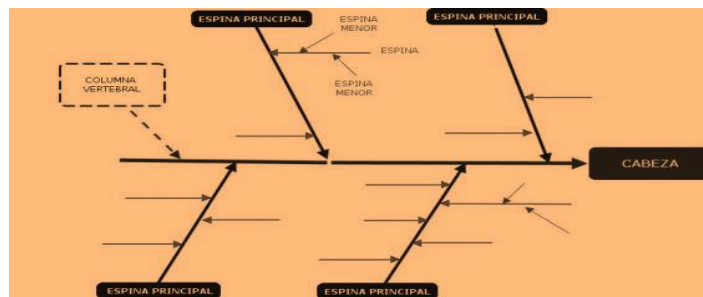 ESPINA PRINCIPAL
ESPINA
MENOR
ESPINA PRINCIPAL
ESPINA
COLUMNA
VERTEBRAL
ESPINA
MENOR
CABEZA
ESPINA PRINCIPAL
ESPINA PRINCIPAL